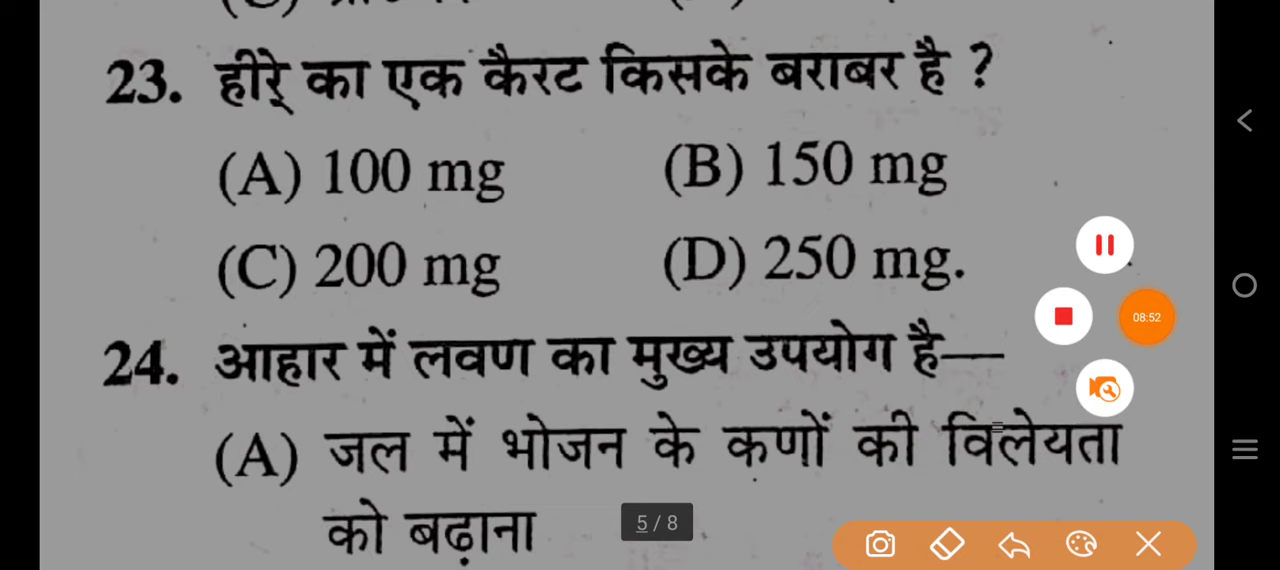 23. हीरे का एक कैरट किसके बराबर है ?
(A) 100 mg (B) 150 mg
(C) 200 mg (D) 250 mg.
08:52
24. आहार में लवण का मुख्य उपयोग है—
(A) जल में भोजन के कणों की विलेयता
को बढ़ाना
5 / 8